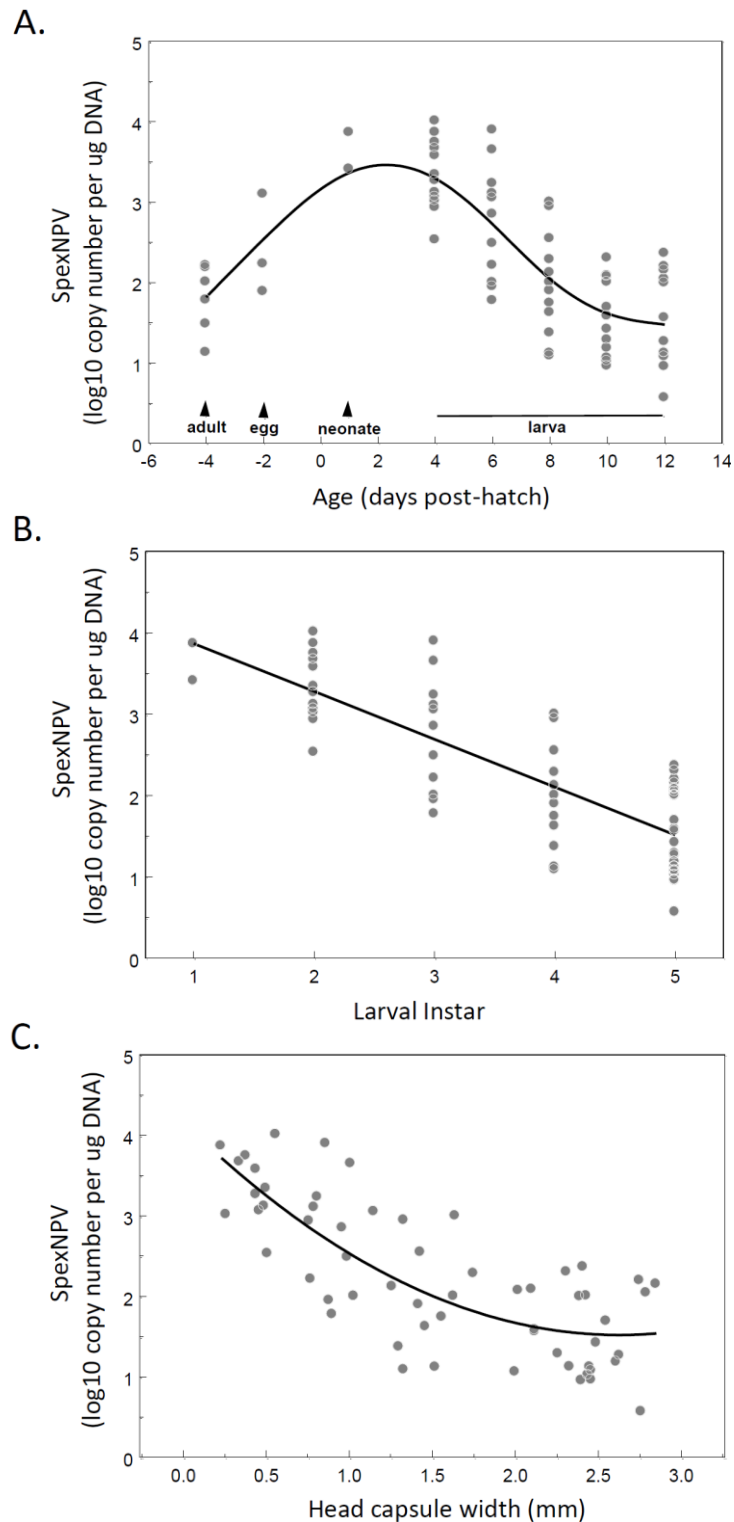 A.
SpexNPV
(log10 copy number per ug DNA)
5
4
3
2
1
0
adult egg neonate larva
-6 -4 -2 0 2 4 6 8 10 12 14
Age (days post-hatch)
B.
SpexNPV
(log10 copy number per ug DNA)
5
4
3
2
1
0
1 2 3 4 5
Larval Instar
C.
SpexNPV
(log10 copy number per ug DNA)
5
4
3
2
1
0
0.0 0.5 1.0 1.5 2.0 2.5 3.0
Head capsule width (mm)